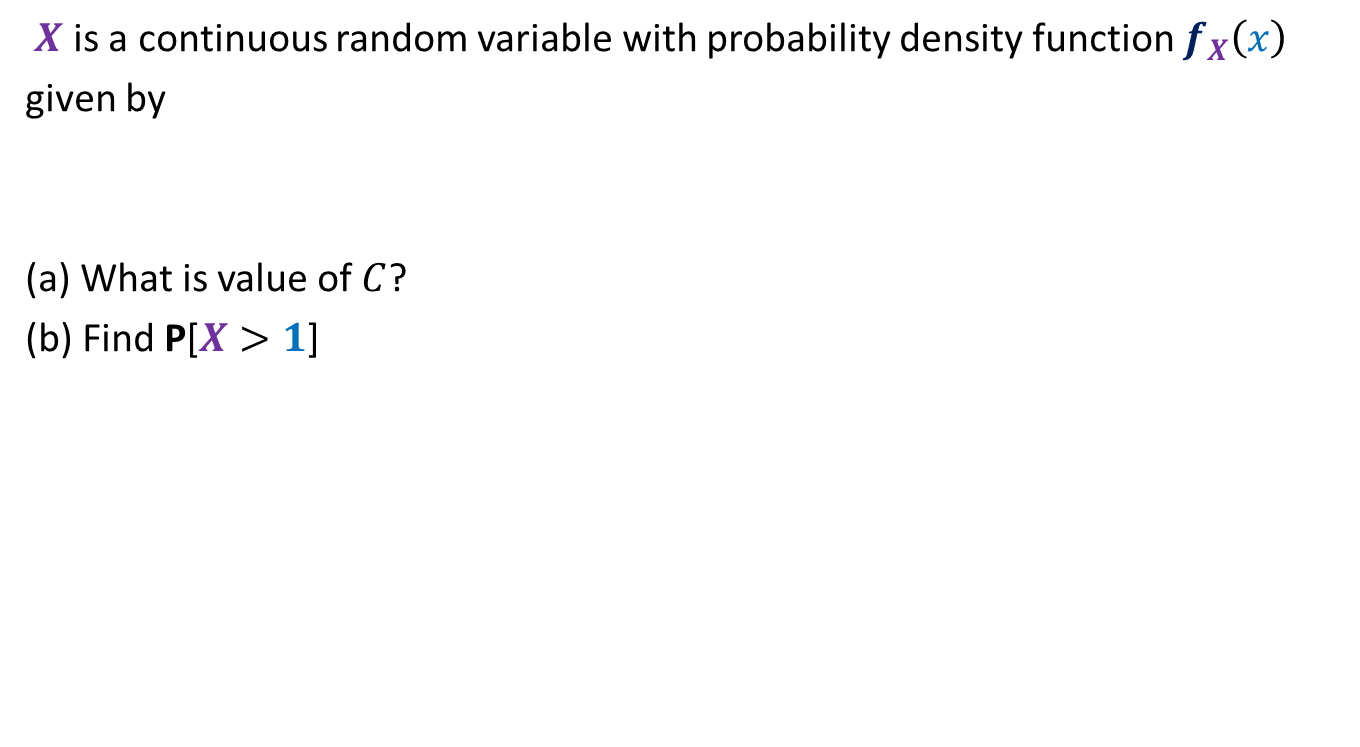 X is a continuous random variable with probability density function f_X(x)
given by
(a) What is value of C?
(b) Find P[X > 1]